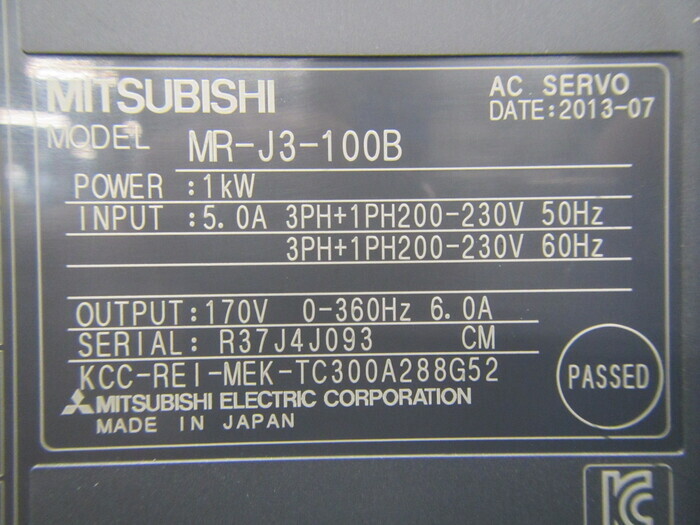 MITSUBISHI
AC SERVO
DATE:2013-07
MODEL MR-J3-100B
POWER :1kW
INPUT :5.0A 3PH+1PH200-230V 50Hz
3PH+1PH200-230V 60Hz
OUTPUT:170V 0-360Hz 6.0A
SERIAL: R37J4J093 CM
KCC-REI-MEK-TC300A288G52
MITSUBISHI ELECTRIC CORPORATION
MADE IN JAPAN
PASSED